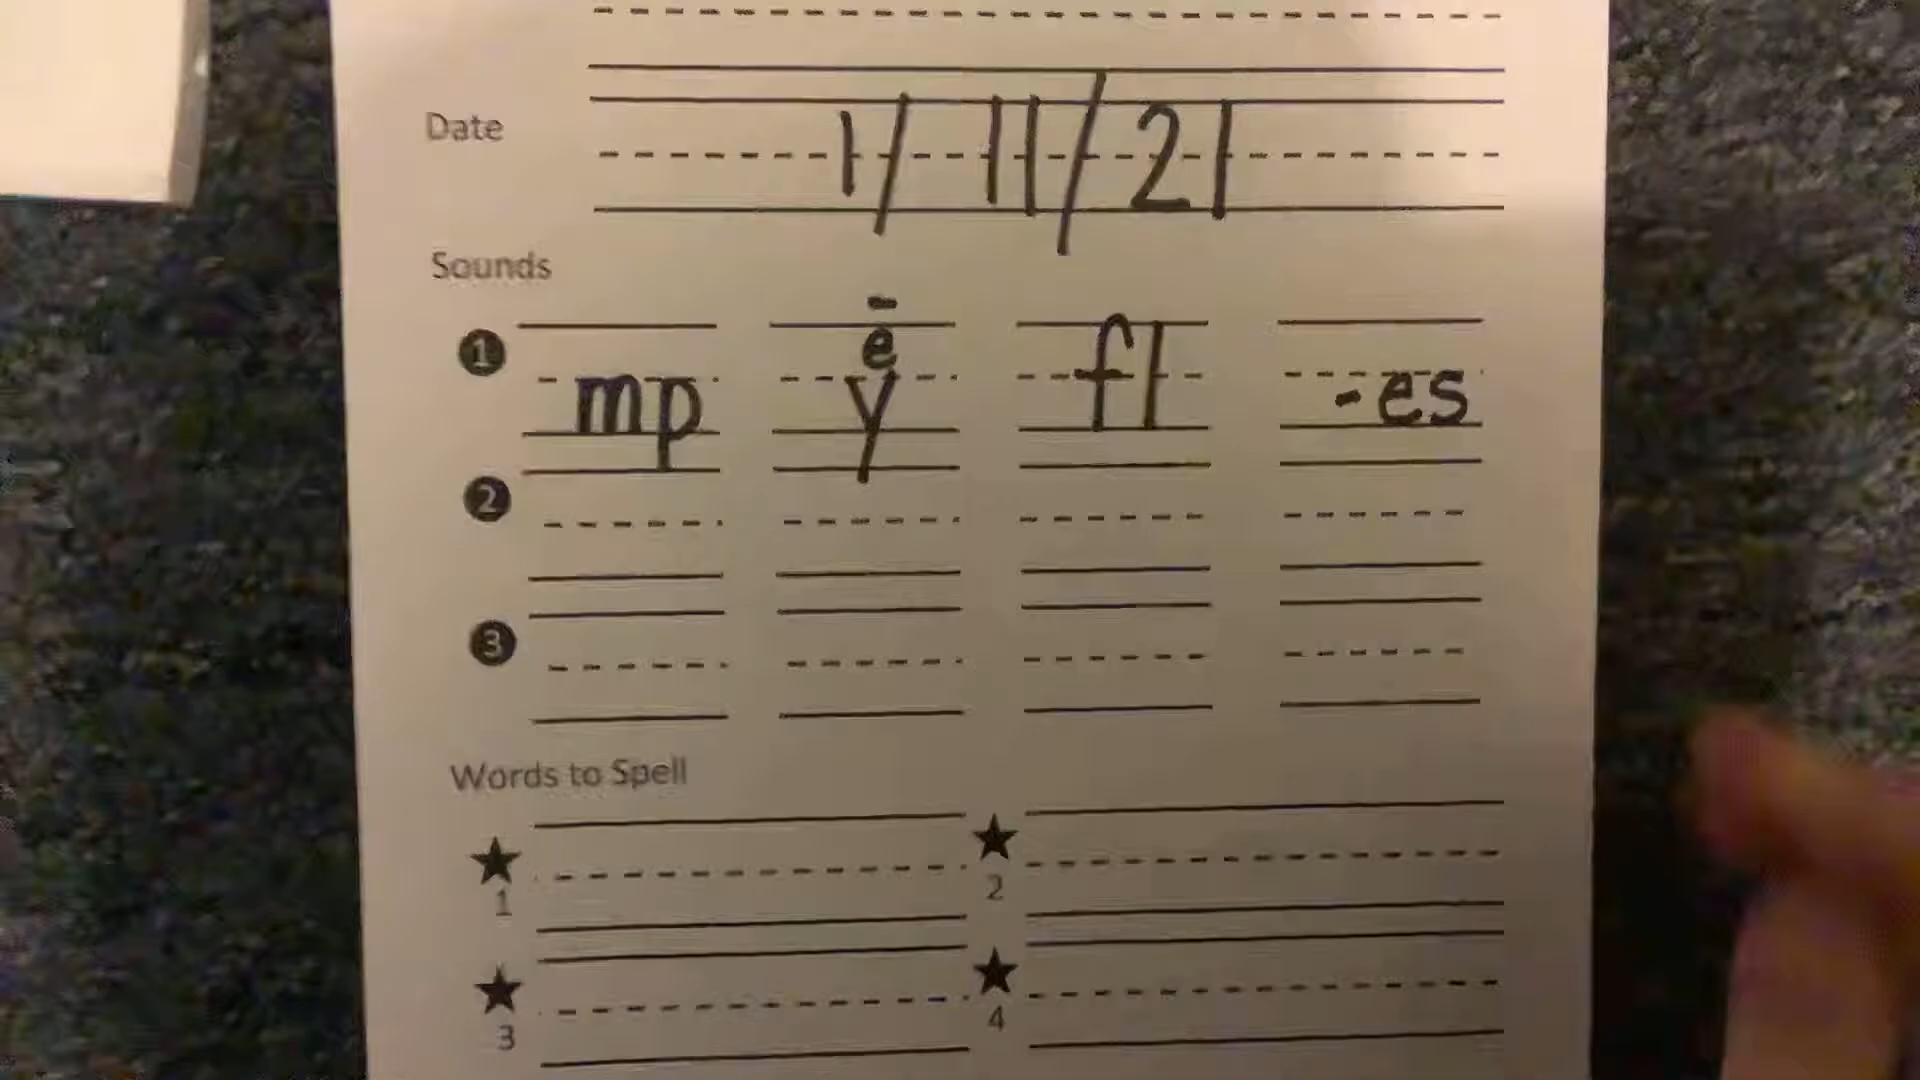 Date 1/11/21
Sounds
1 mp ē y fl -es
2
3
Words to Spell
1 2
3 4